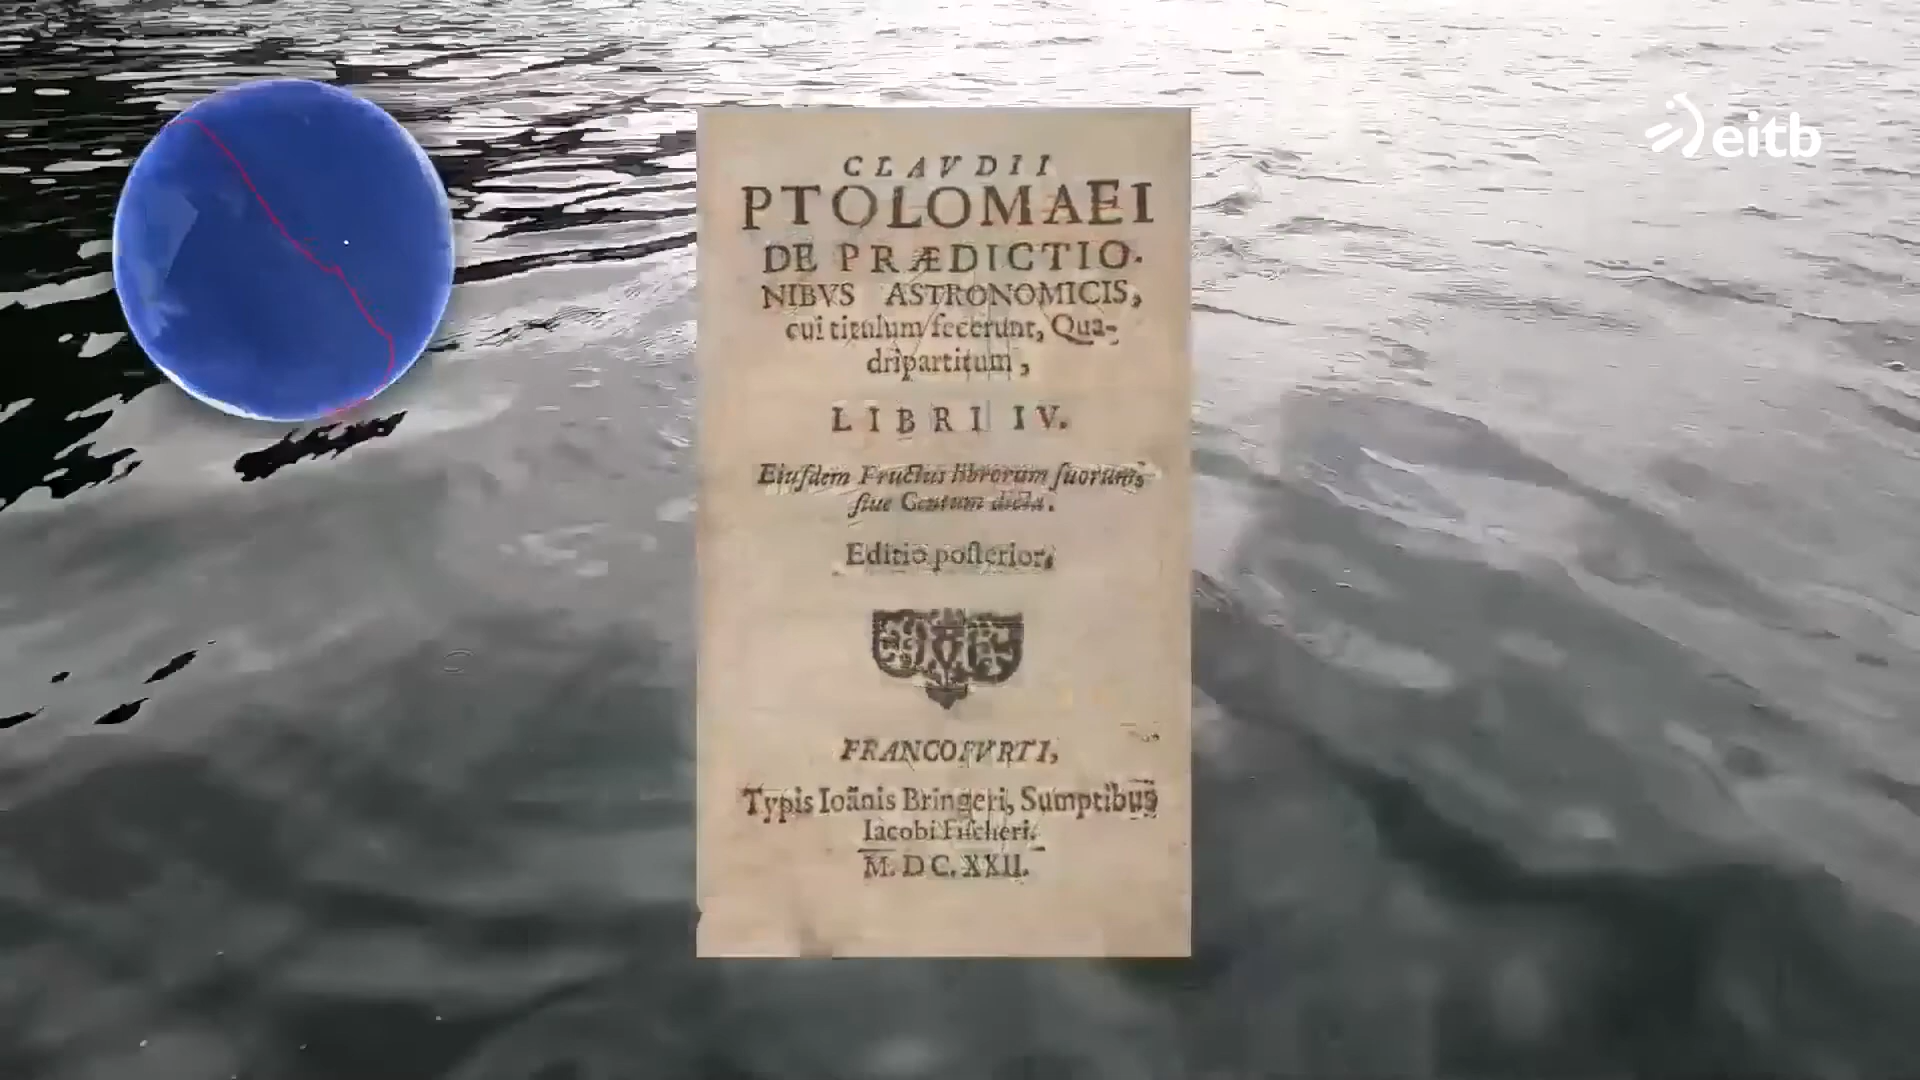 eitb
CLAVDII
PTOLOMAEI
DE PRÆDICTIO-
NIBVS ASTRONOMICIS,
cui titulum fecerunt, Qua-
dripartitum,
LIBRI IV.
Eiuſdem Fructus librorum ſuorum,
ſiue Centum dicta.
Editio poſterior,
FRANCOFVRTI,
Typis Ioãnis Bringeri, Sumptibus
Iacobi Fiſcheri.
M. DC. XXII.